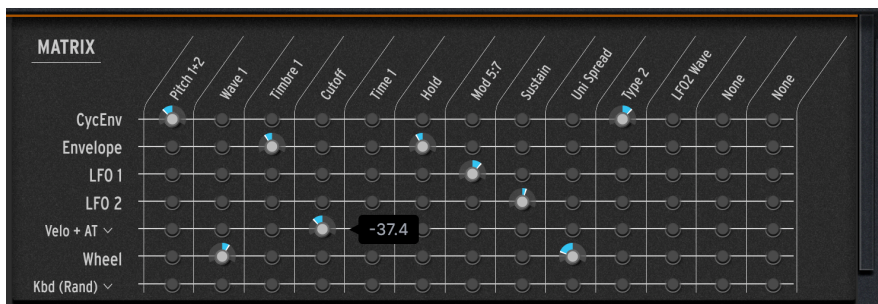 MATRIX
Pitch 1+2
Wave 1
Timbre 1
Cutoff
Time 1
Hold
Mod 5:7
Sustain
Uni Spread
Type 2
LFO2 Wave
None
None
CycEnv
Envelope
LFO 1
LFO 2
Velo + AT
-37.4
Wheel
Kbd (Rand)